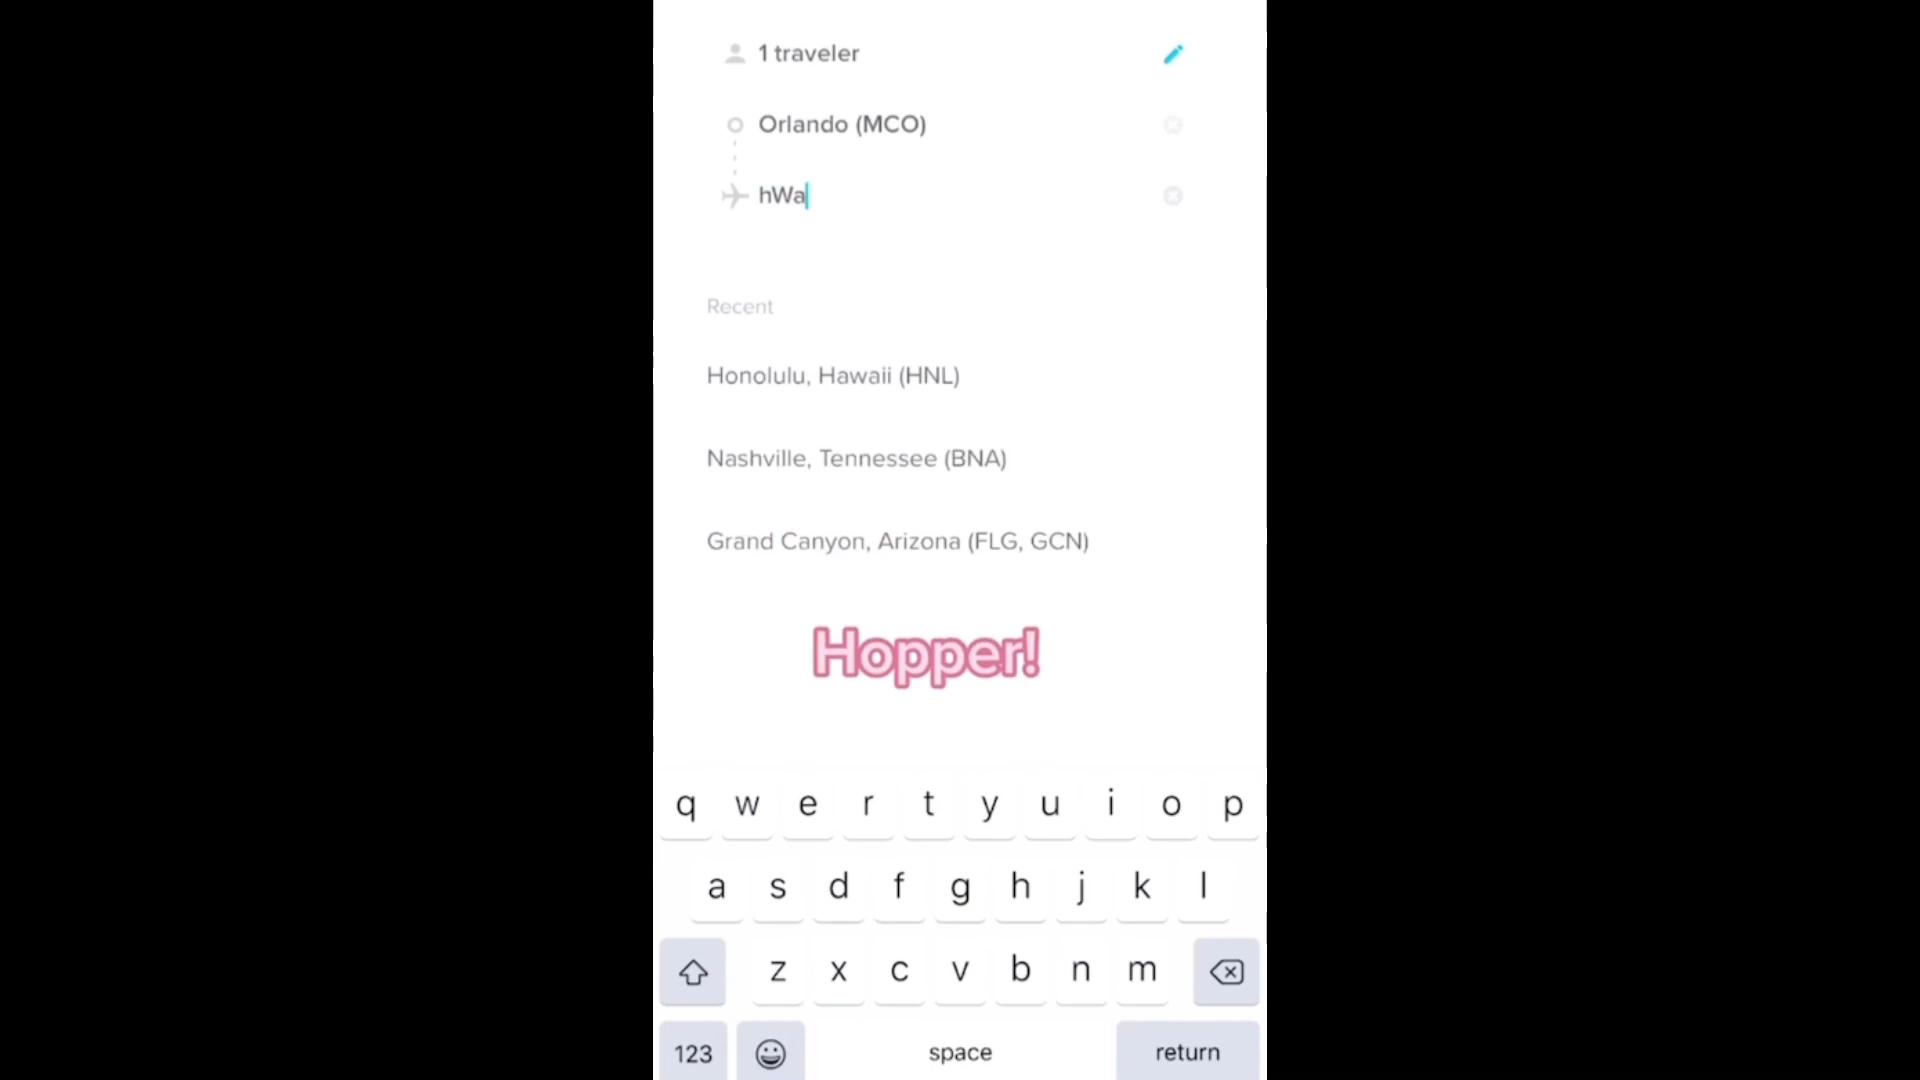 1 traveler
Orlando (MCO)
hWa
Recent
Honolulu, Hawaii (HNL)
Nashville, Tennessee (BNA)
Grand Canyon, Arizona (FLG, GCN)
Hopper!
q w e r t y u i o p
a s d f g h j k l
z x c v b n m
123 space return